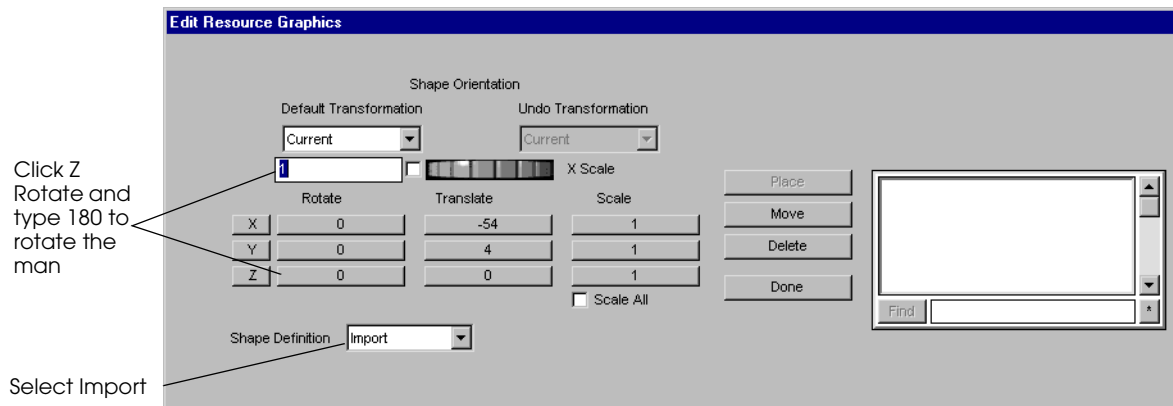 Edit Resource Graphics
Shape Orientation
Default Transformation Undo Transformation
Current Current
1 X Scale
Click Z
Rotate and
type 180 to
rotate the
man
Rotate Translate Scale
X 0 -54 1
Y 0 4 1
Z 0 0 1
Scale All
Place
Move
Delete
Done
Find *
Shape Definition Import
Select Import